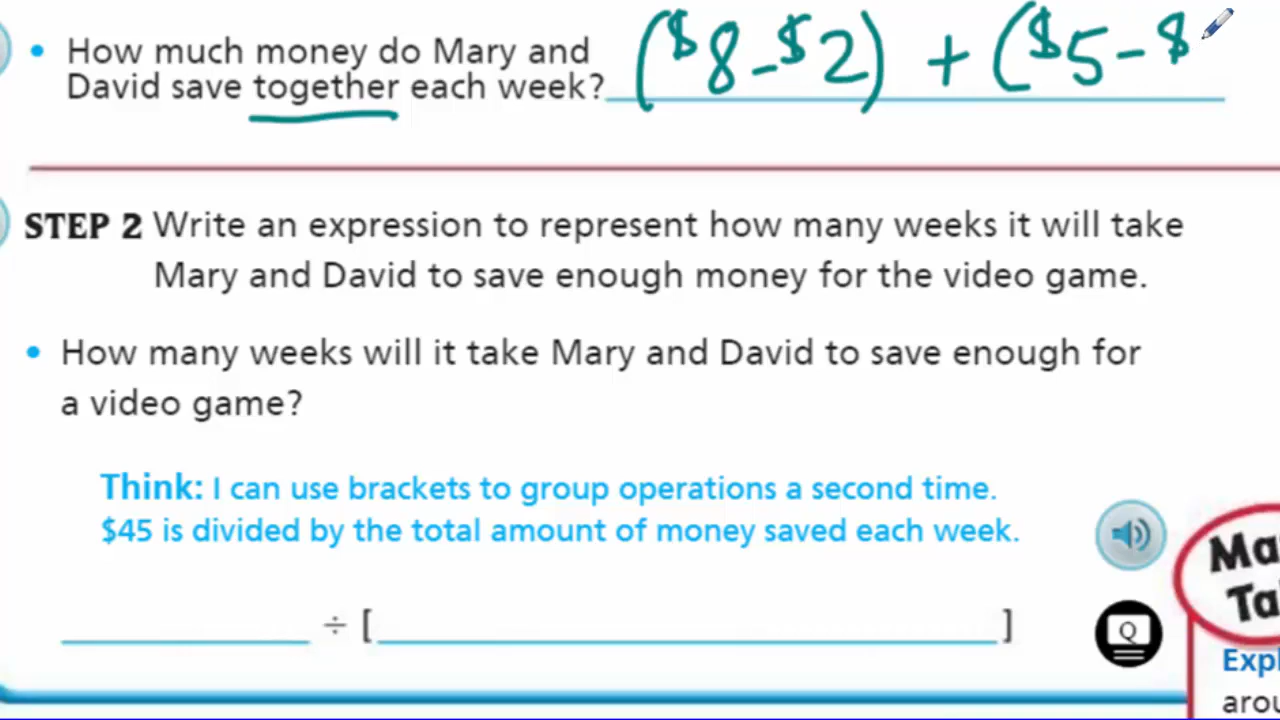 • How much money do Mary and
David save together each week? ($8-$2) + ($5-$
STEP 2 Write an expression to represent how many weeks it will take
Mary and David to save enough money for the video game.
• How many weeks will it take Mary and David to save enough for
a video game?
Think: I can use brackets to group operations a second time.
$45 is divided by the total amount of money saved each week.
÷ [ ]
Q
Ma
Ta
Expl
arou